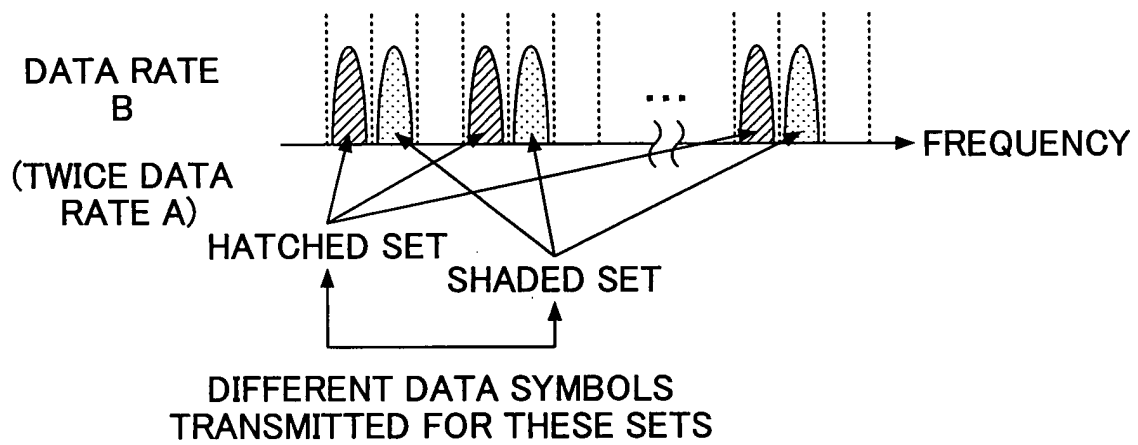 DATA RATE
B
(TWICE DATA
RATE A)
...
FREQUENCY
HATCHED SET
SHADED SET
DIFFERENT DATA SYMBOLS
TRANSMITTED FOR THESE SETS